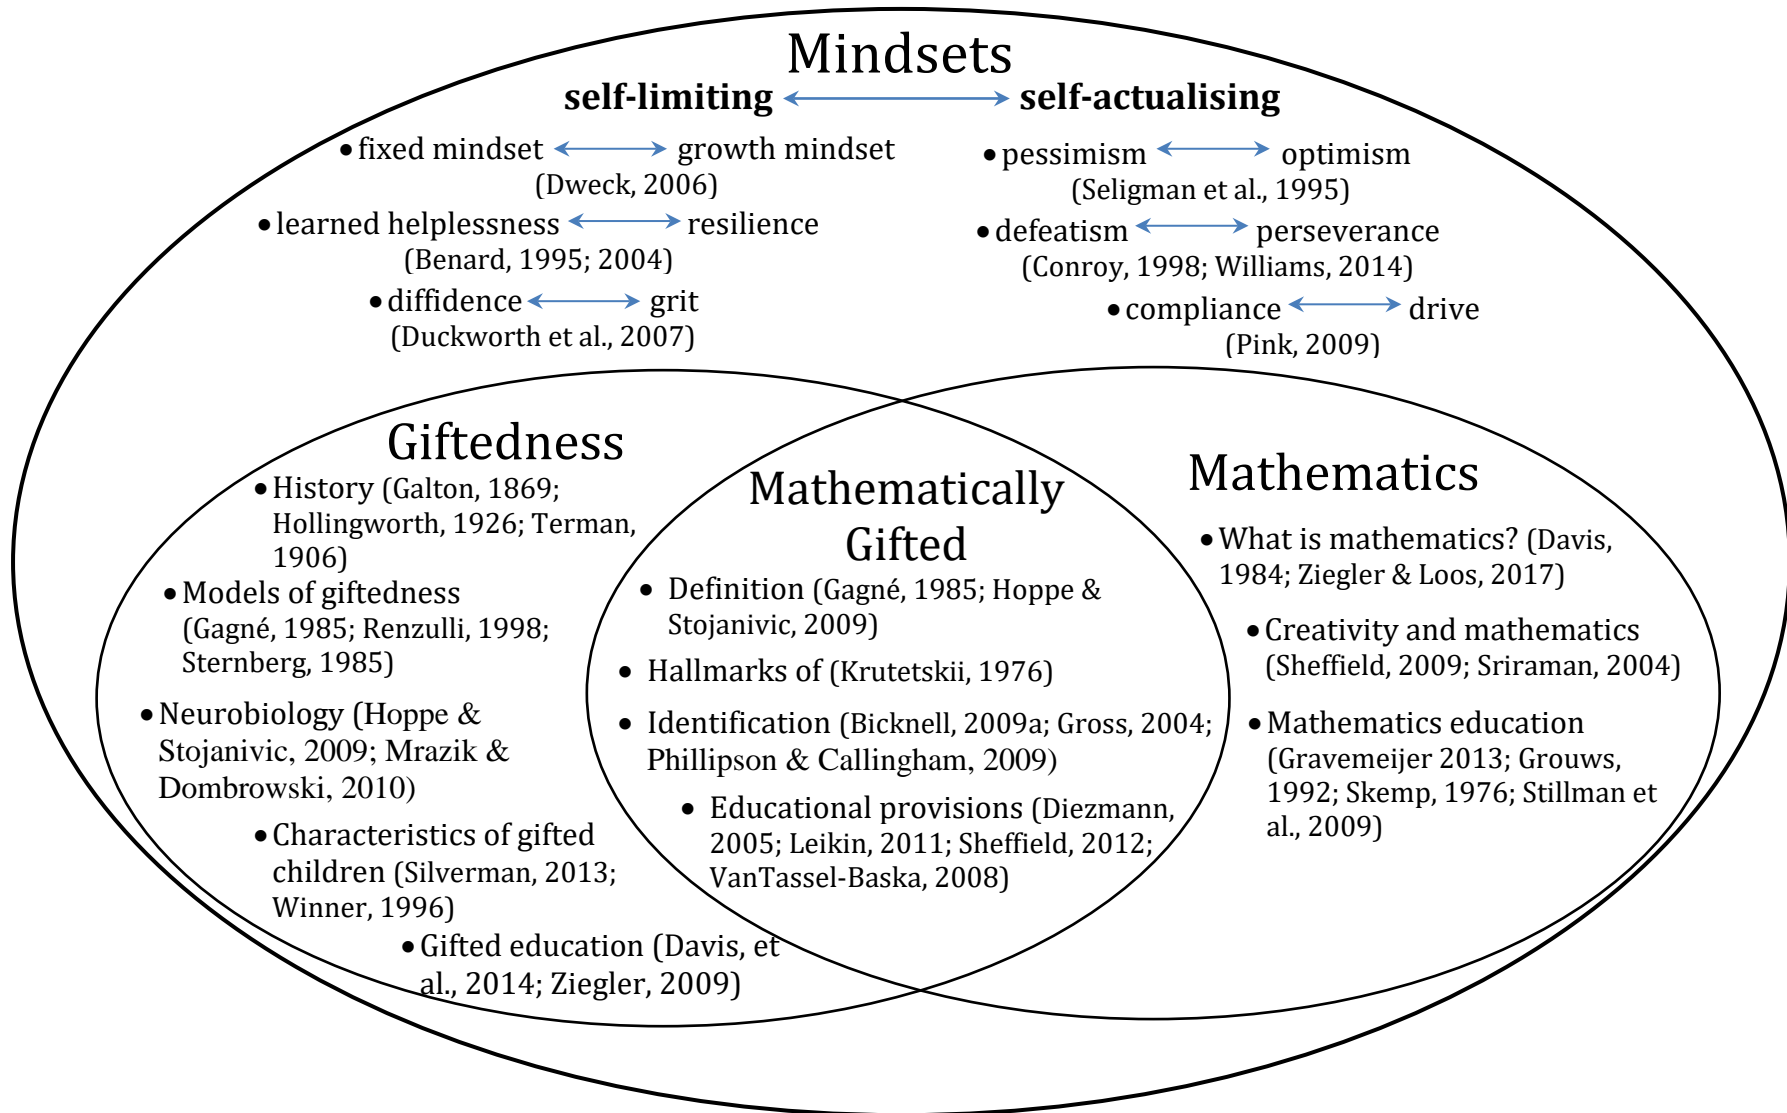 Mindsets
self-limiting self-actualising
• fixed mindset growth mindset
(Dweck, 2006)
• learned helplessness resilience
(Benard, 1995; 2004)
• diffidence grit
(Duckworth et al., 2007)
• pessimism optimism
(Seligman et al., 1995)
• defeatism perseverance
(Conroy, 1998; Williams, 2014)
• compliance drive
(Pink, 2009)
Giftedness
• History (Galton, 1869;
Hollingworth, 1926; Terman,
1906)
• Models of giftedness
(Gagné, 1985; Renzulli, 1998;
Sternberg, 1985)
• Neurobiology (Hoppe &
Stojanivic, 2009; Mrazik &
Dombrowski, 2010)
• Characteristics of gifted
children (Silverman, 2013;
Winner, 1996)
• Gifted education (Davis, et
al., 2014; Ziegler, 2009)
Mathematically
Gifted
• Definition (Gagné, 1985; Hoppe &
Stojanivic, 2009)
• Hallmarks of (Krutetskii, 1976)
• Identification (Bicknell, 2009a; Gross, 2004;
Phillipson & Callingham, 2009)
• Educational provisions (Diezmann,
2005; Leikin, 2011; Sheffield, 2012;
VanTassel-Baska, 2008)
Mathematics
• What is mathematics? (Davis,
1984; Ziegler & Loos, 2017)
• Creativity and mathematics
(Sheffield, 2009; Sriraman, 2004)
• Mathematics education
(Gravemeijer 2013; Grouws,
1992; Skemp, 1976; Stillman et
al., 2009)